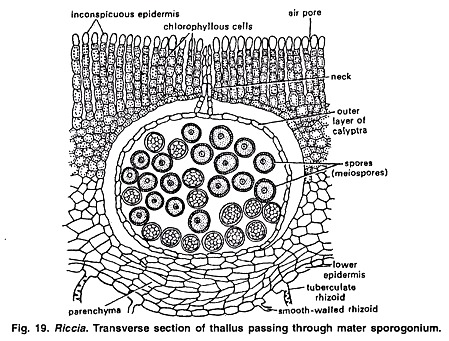 inconspicuous epidermis
air pore
chlorophyllous cells
neck
outer
layer of
calyptra
spores
(meiospores)
lower
epidermis
tuberculate
rhizoid
parenchyma
smooth-walled rhizoid
Fig. 19. Riccia. Transverse section of thallus passing through mater sporogonium.